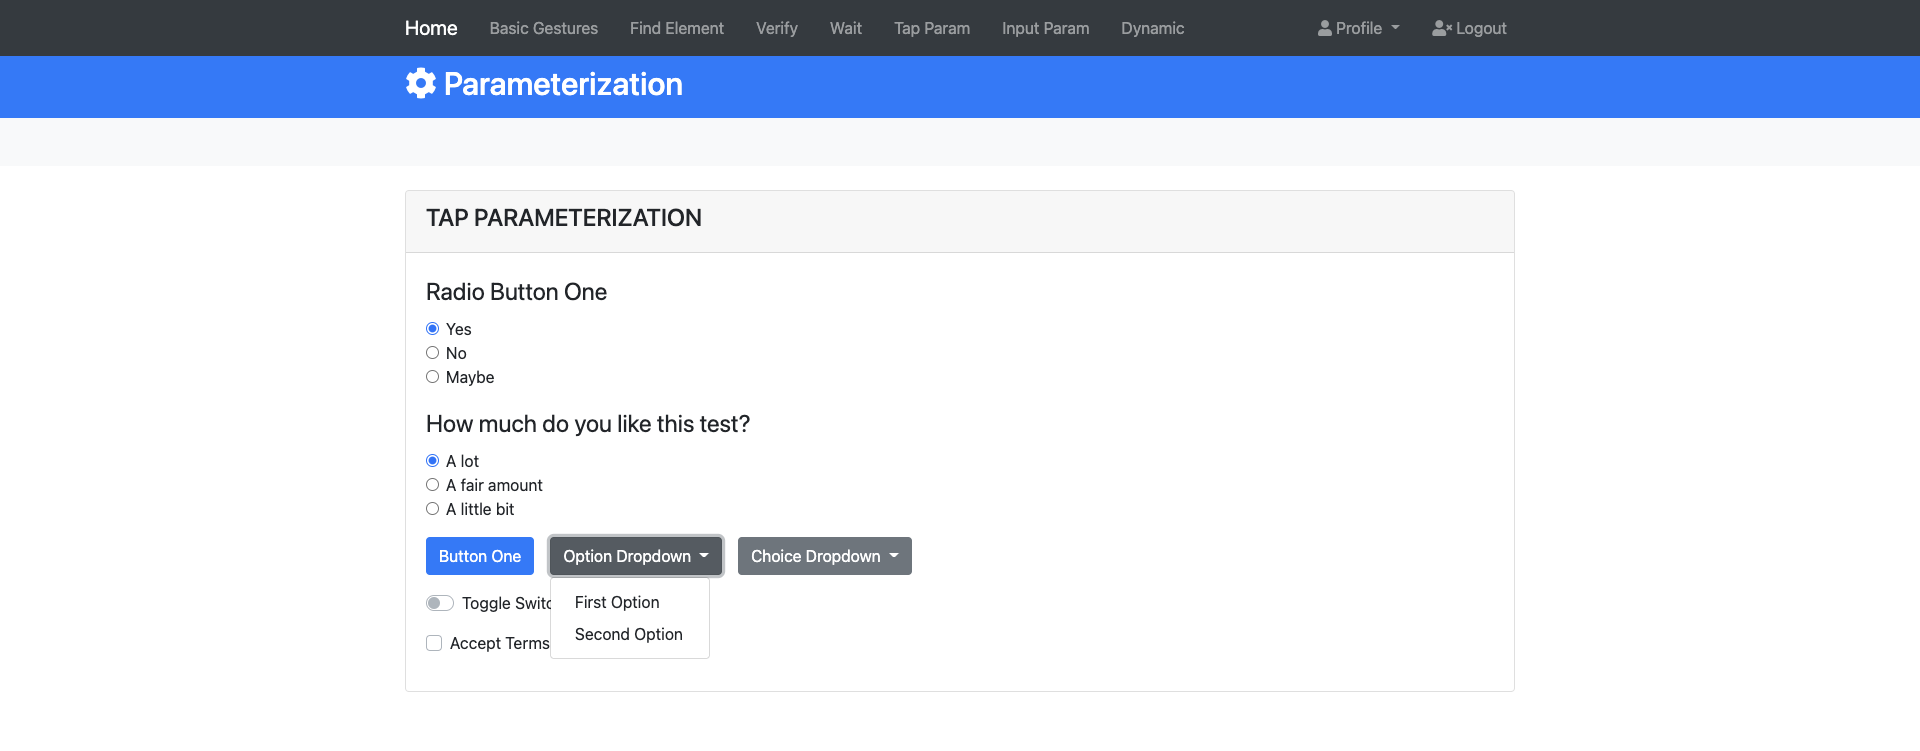 Home Basic Gestures Find Element Verify Wait Tap Param Input Param Dynamic Profile Logout
Parameterization
TAP PARAMETERIZATION
Radio Button One
Yes
No
Maybe
How much do you like this test?
A lot
A fair amount
A little bit
Button One Option Dropdown Choice Dropdown
Toggle
First Option
Second Option
Accept Terms